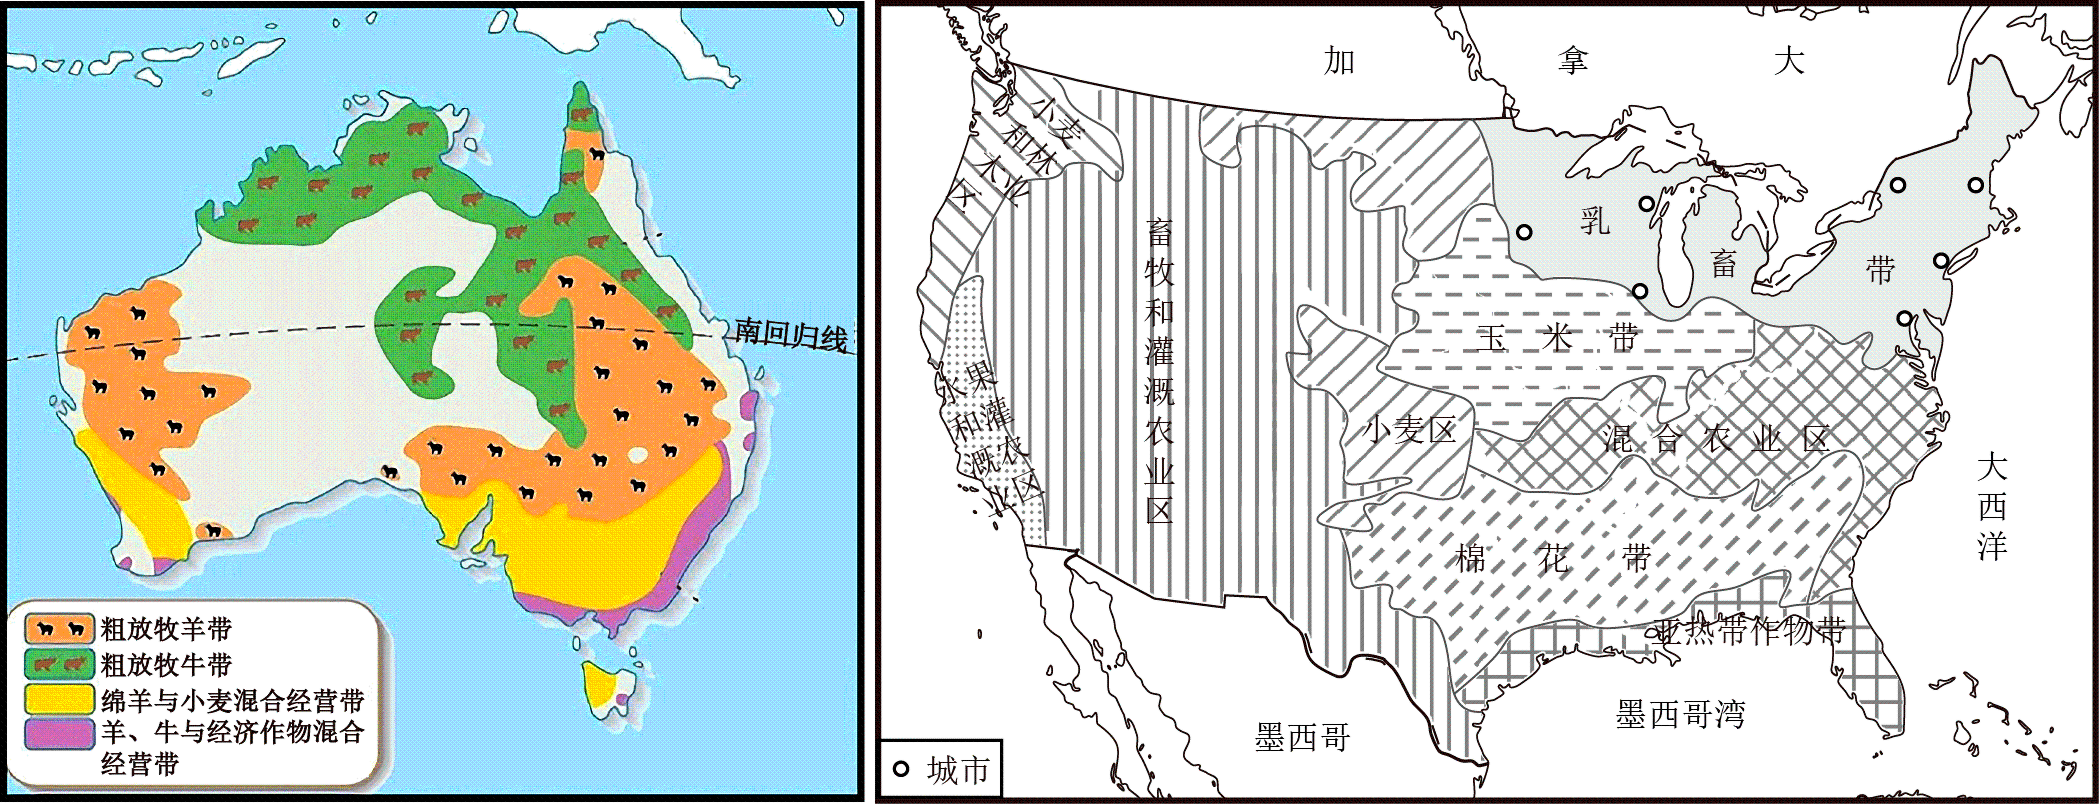 南回归线
粗放牧羊带
粗放牧牛带
绵羊与小麦混合经营带
羊、牛与经济作物混合
经营带
加拿大
小麦
和林
木业
区
乳畜带
畜牧和灌溉农业区
玉米带
水果
和灌
溉农
业区
小麦区
混合农业区
大西洋
棉花带
亚热带作物带
墨西哥
墨西哥湾
城市